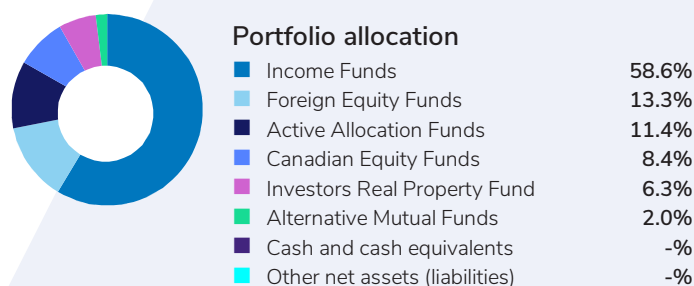 Portfolio allocation
Income Funds 58.6%
Foreign Equity Funds 13.3%
Active Allocation Funds 11.4%
Canadian Equity Funds 8.4%
Investors Real Property Fund 6.3%
Alternative Mutual Funds 2.0%
Cash and cash equivalents -%
Other net assets (liabilities) -%